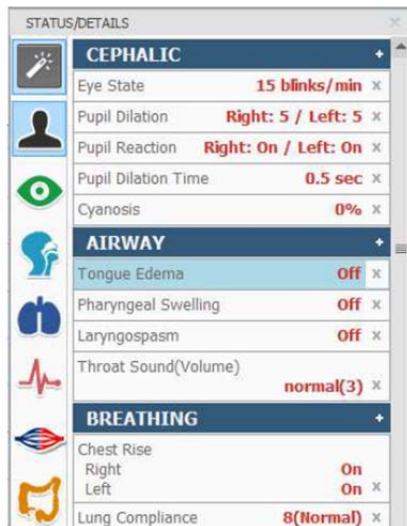 STATUS/DETAILS
CEPHALIC
Eye State 15 blinks/min
Pupil Dilation Right: 5 / Left: 5
Pupil Reaction Right: On / Left: On
Pupil Dilation Time 0.5 sec
Cyanosis 0%
AIRWAY
Tongue Edema Off
Pharyngeal Swelling Off
Laryngospasm Off
Throat Sound(Volume)
normal(3)
BREATHING
Chest Rise
Right On
Left On
Lung Compliance 8(Normal)